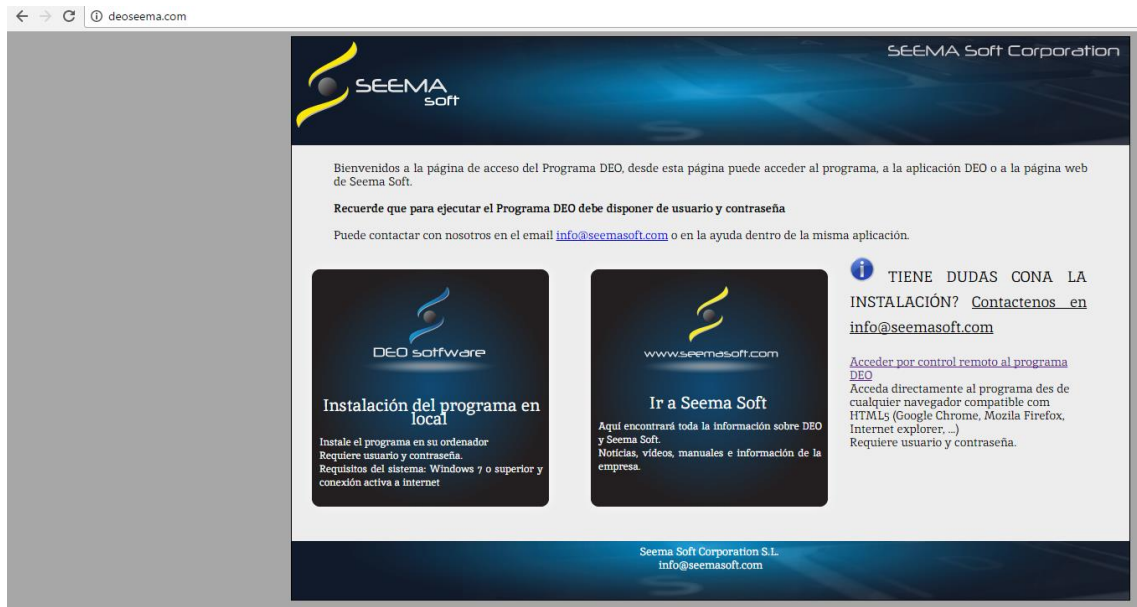 deoseema.com
SEEMA Soft Corporation
SEEMA
soft
Bienvenidos a la página de acceso del Programa DEO, desde esta página puede acceder al programa, a la aplicación DEO o a la página web
de Seema Soft.
Recuerde que para ejecutar el Programa DEO debe disponer de usuario y contraseña
Puede contactar con nosotros en el email info@seemasoft.com o en la ayuda dentro de la misma aplicación.
DEO sotfware
Instalación del programa en
local
Instale el programa en su ordenador
Requiere usuario y contraseña.
Requisitos del sistema: Windows 7 o superior y
conexión activa a internet
www.seemasoft.com
Ir a Seema Soft
Aquí encontrará toda la información sobre DEO
y Seema Soft.
Notícias, vídeos, manuales e información de la
empresa.
TIENE DUDAS CONA LA
INSTALACIÓN? Contactenos en
info@seemasoft.com
Acceder por control remoto al programa
DEO
Acceda directamente al programa des de
cualquier navegador compatible com
HTML5 (Google Chrome, Mozila Firefox,
Internet explorer, ...)
Requiere usuario y contraseña.
Seema Soft Corporation S.L.
info@seemasoft.com